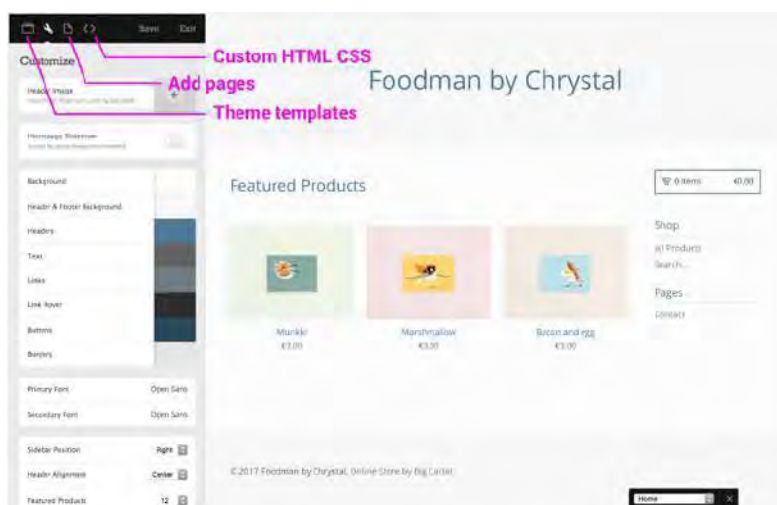 Save Exit
Custom HTML CSS
Customize
Add pages
Header Image
Theme templates
Foodman by Chrystal
Homepage Slideshow
Background
Header & Footer Background
Headers
Text
Links
Link Hover
Buttons
Borders
Primary Font Open Sans
Secondary Font Open Sans
Sidebar Position Right
Header Alignment Center
Featured Products 12
Featured Products
Munkki
€3.00
Marshmallow
€3.00
Bacon and egg
€3.00
0 items €0.00
Shop
All Products
Search...
Pages
Contact
© 2017 Foodman by Chrystal. Online Store by Big Cartel.
Home